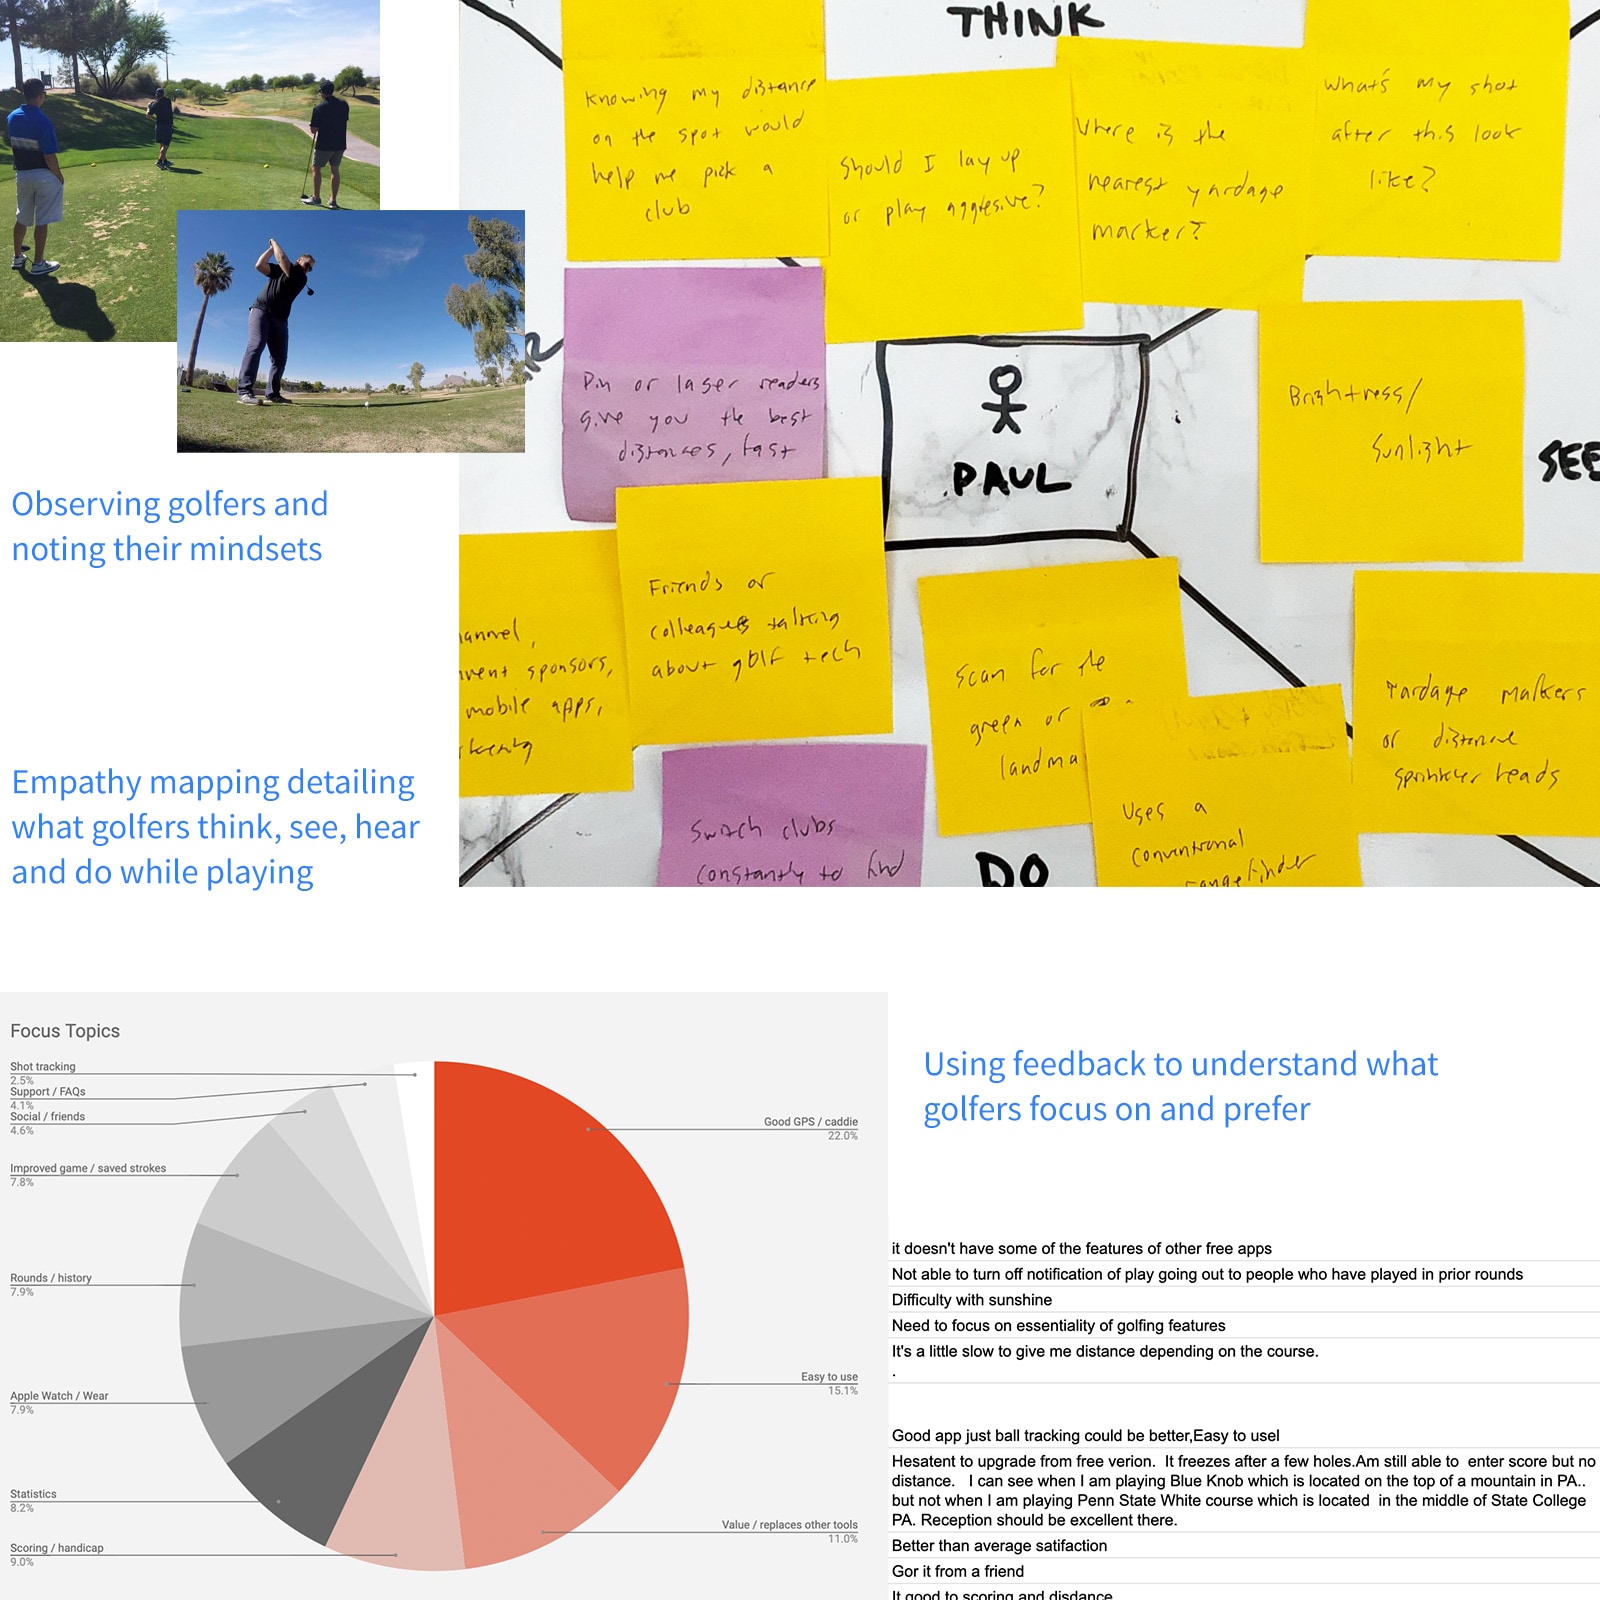 THINK
Knowing my distance
on the spot would
help me pick a
club
Should I lay up
or play aggresive?
Where is the
nearest yardage
marker?
What's my shot
after this look
like?
Pin or laser readers
give you the best
distances, fast
PAUL
Brightness/
Sunlight
SEE
Observing golfers and
noting their mindsets
annel,
vent sponsors,
mobile apps,
Friends or
colleagues talking
about golf tech
Scan for the
green or
landma
Yardage markers
or distance
sprinkler heads
Empathy mapping detailing
what golfers think, see, hear
and do while playing
Switch clubs
constantly to find
DO
Uses a
conventional
rangefinder
Focus Topics
Shot tracking
2.5%
Support / FAQs
4.1%
Social / friends
4.6%
Improved game / saved strokes
7.8%
Rounds / history
7.9%
Apple Watch / Wear
7.9%
Statistics
8.2%
Scoring / handicap
9.0%
Good GPS / caddie
22.0%
Easy to use
15.1%
Value / replaces other tools
11.0%
Using feedback to understand what
golfers focus on and prefer
it doesn't have some of the features of other free apps
Not able to turn off notification of play going out to people who have played in prior rounds
Difficulty with sunshine
Need to focus on essentiality of golfing features
It's a little slow to give me distance depending on the course.
.
Good app just ball tracking could be better,Easy to usel
Hesatent to upgrade from free verion.  It freezes after a few holes.Am still able to  enter score but no
distance.   I can see when I am playing Blue Knob which is located on the top of a mountain in PA..
but not when I am playing Penn State White course which is located  in the middle of State College
PA. Reception should be excellent there.
Better than average satifaction
Gor it from a friend
It good to scoring and disdance